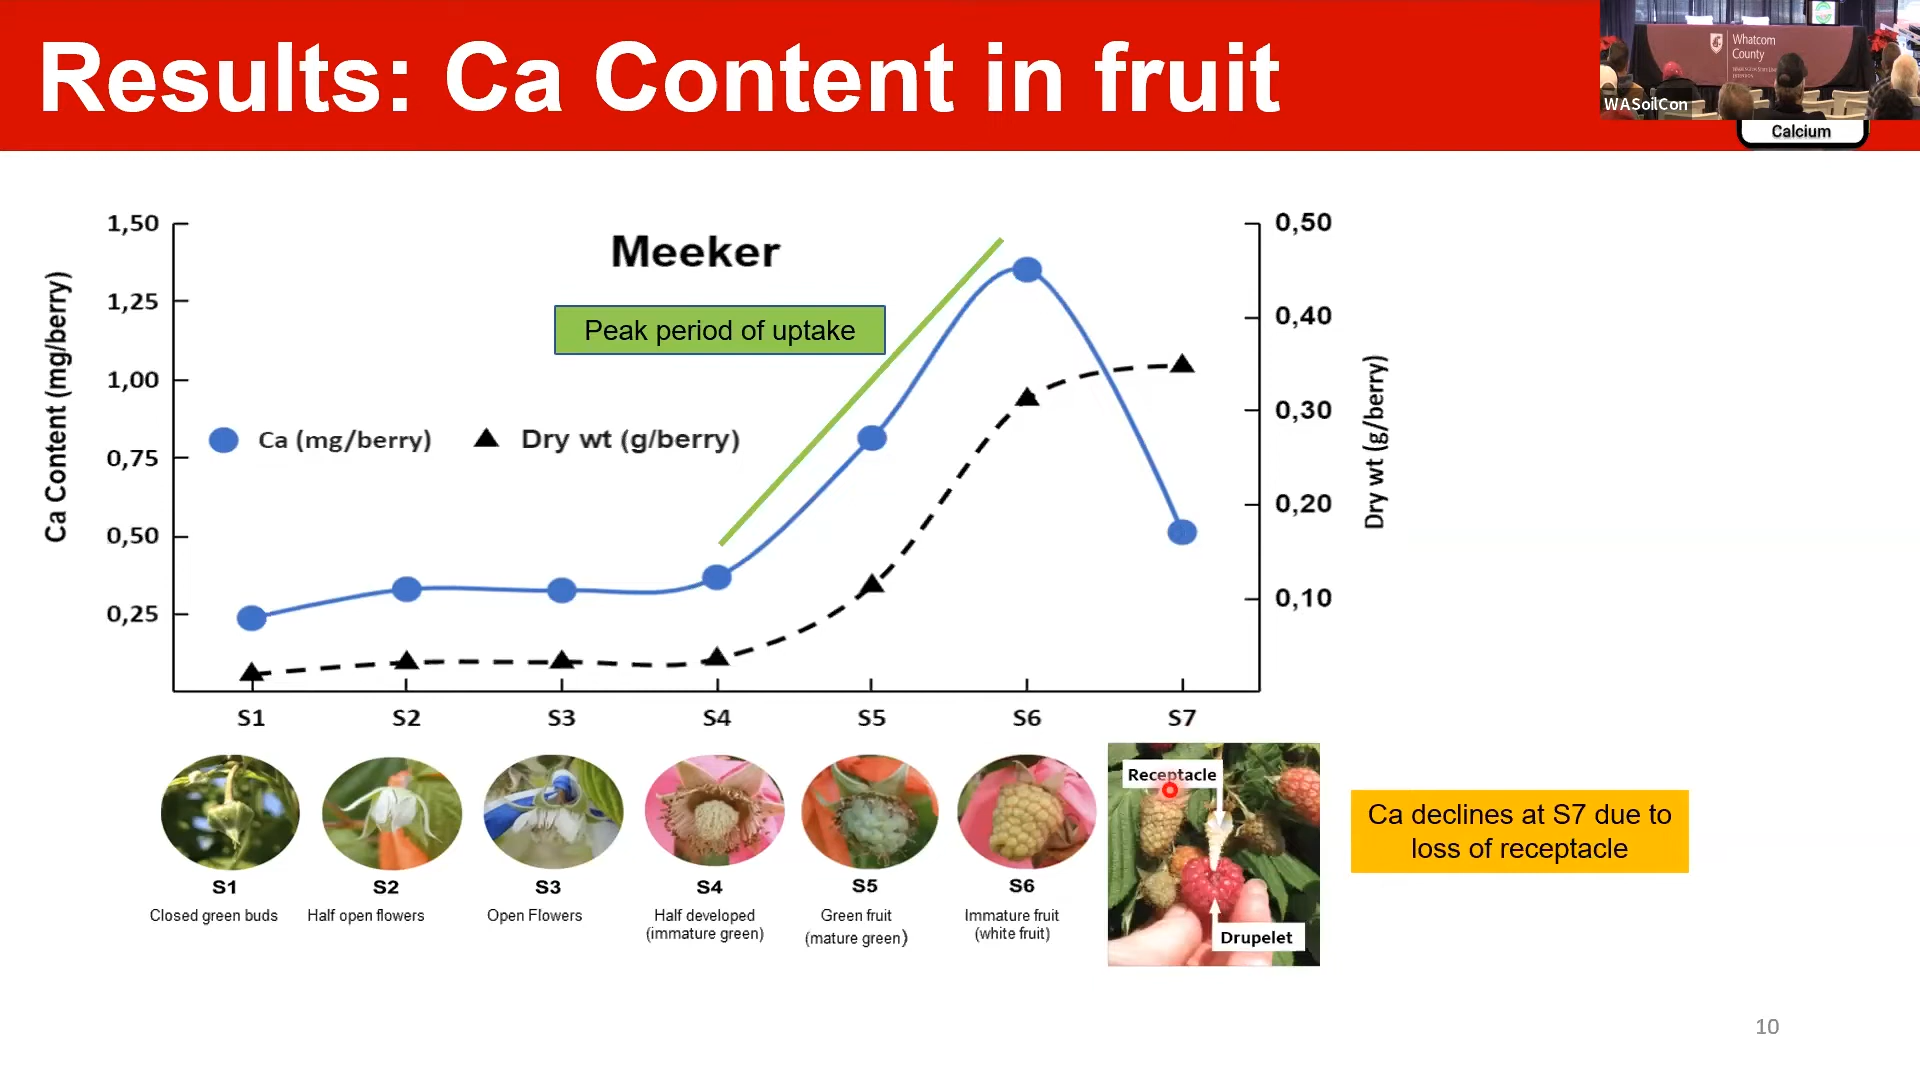 Results: Ca Content in fruit
Whatcom
County
WASoilCon
Calcium
Meeker
Peak period of uptake
Ca (mg/berry)
Dry wt (g/berry)
Ca Content (mg/berry)
1,50
1,25
1,00
0,75
0,50
0,25
0,50
0,40
0,30
0,20
0,10
Dry wt (g/berry)
S1 S2 S3 S4 S5 S6 S7
S1
Closed green buds
S2
Half open flowers
S3
Open Flowers
S4
Half developed
(immature green)
S5
Green fruit
(mature green)
S6
Immature fruit
(white fruit)
Receptacle
Drupelet
Ca declines at S7 due to
loss of receptacle
10